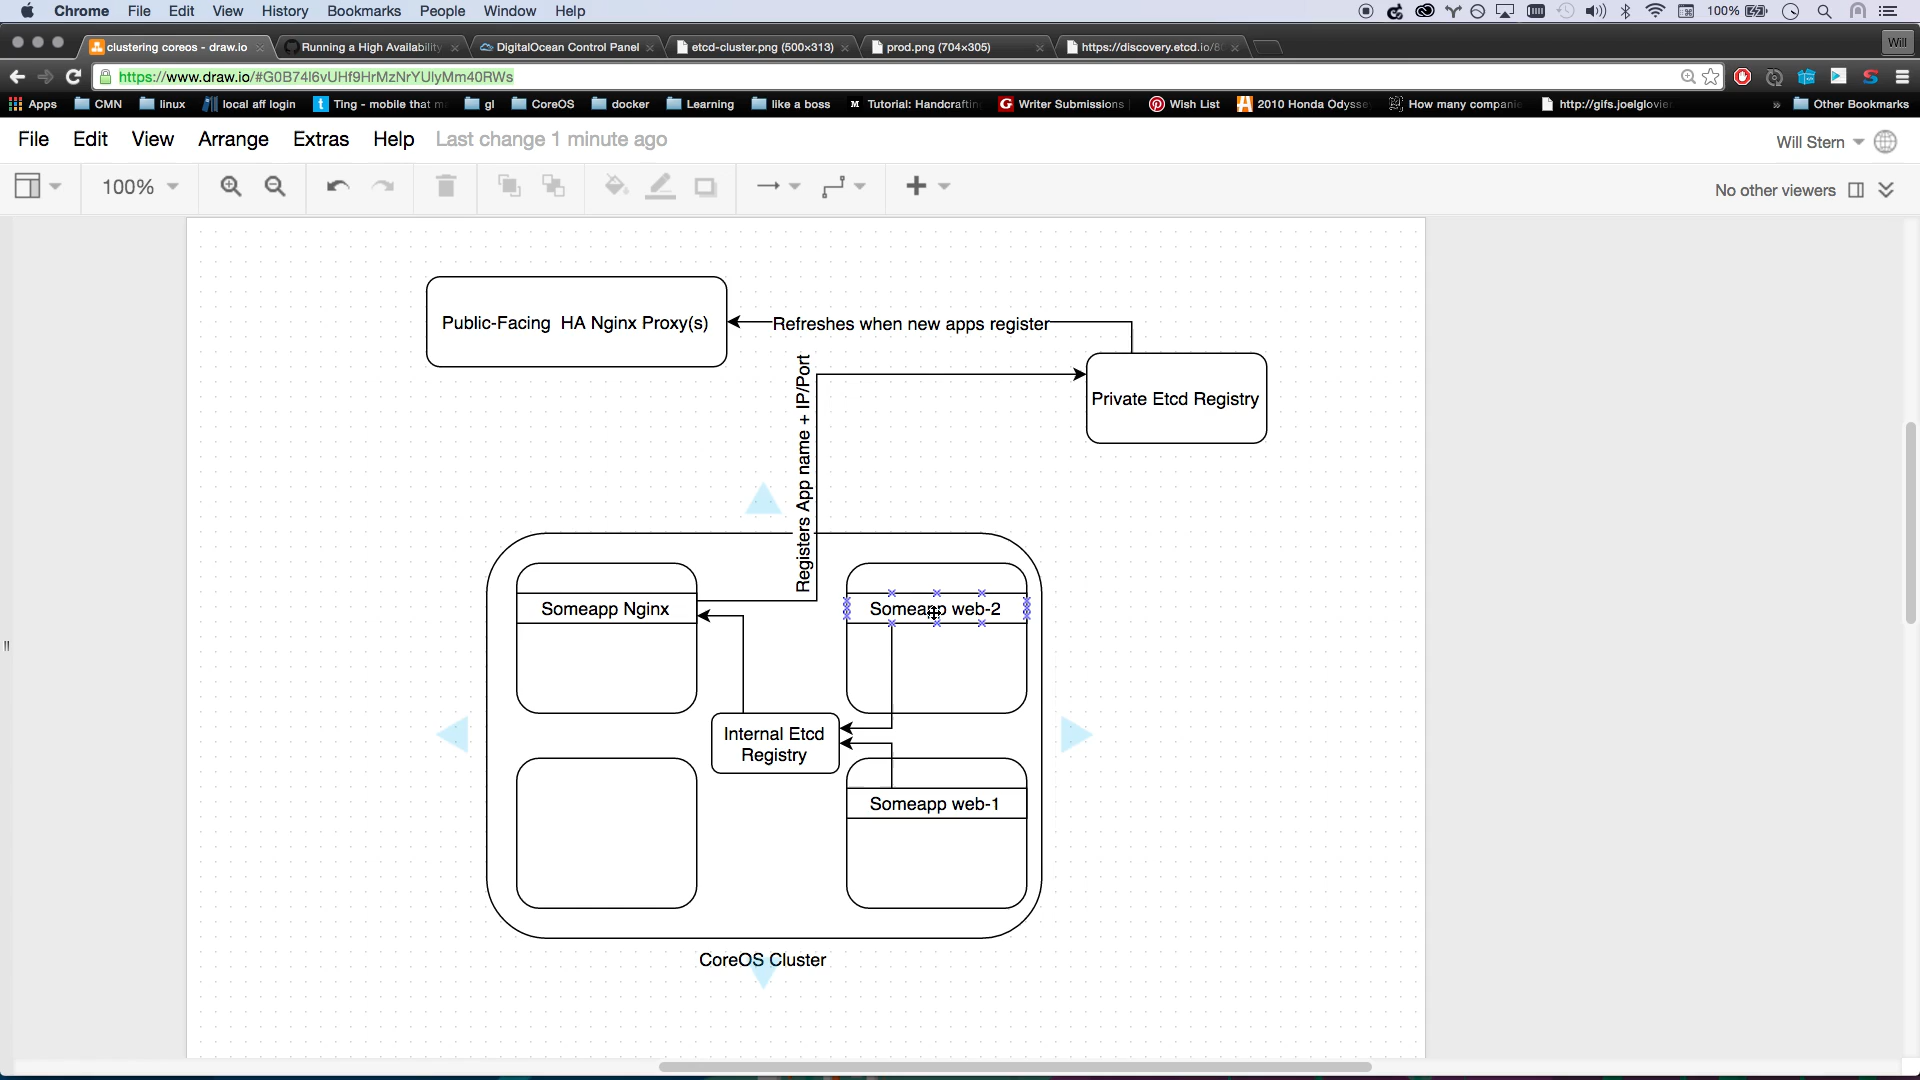 Chrome File Edit View History Bookmarks People Window Help 100%
clustering coreos - draw.io Running a High Availability DigitalOcean Control Panel etcd-cluster.png (500×313) prod.png (704×305) https://discovery.etcd.io/8 Will
https://www.draw.io/#G0B74l6vUHf9HrMzNrYUlyMm40RWs
Apps CMN linux local aff login Ting - mobile that m gl CoreOS docker Learning like a boss Tutorial: Handcraftin Writer Submissions Wish List 2010 Honda Odysse How many companie http://gifs.joelglovier » Other Bookmarks
File Edit View Arrange Extras Help Last change 1 minute ago Will Stern
100% No other viewers
Public-Facing HA Nginx Proxy(s)
Refreshes when new apps register
Private Etcd Registry
Registers App name + IP/Port
Someapp Nginx
Someapp web-2
Internal Etcd
Registry
Someapp web-1
CoreOS Cluster